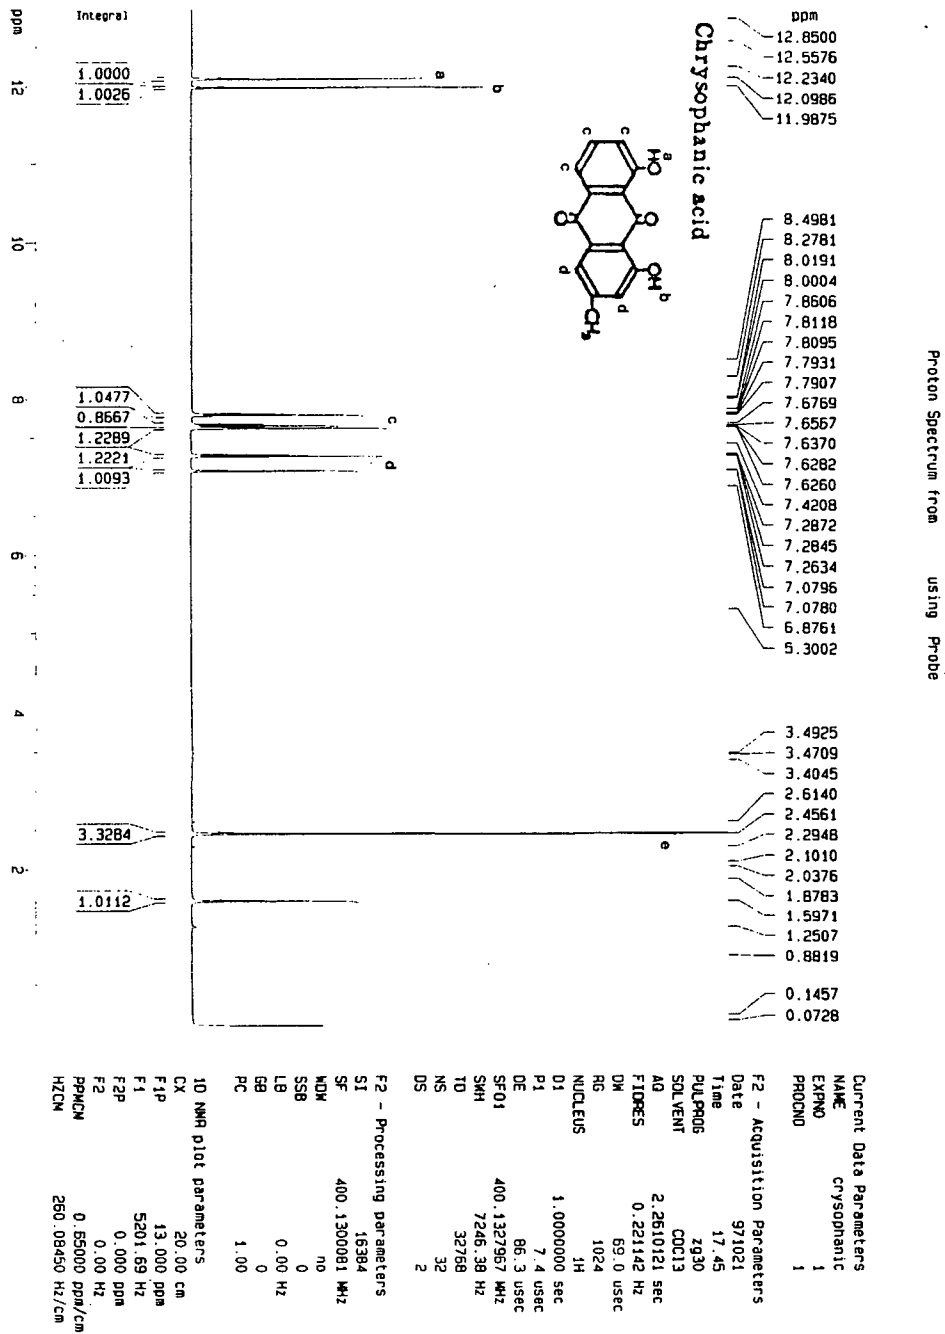 Proton Spectrum from using Probe
ppm
12.8500
12.5576
12.2340
12.0986
11.9875
8.4981
8.2781
8.0191
8.0004
7.8606
7.8118
7.8095
7.7931
7.7907
7.6769
7.6567
7.6370
7.6282
7.6260
7.4208
7.2872
7.2845
7.2634
7.0796
7.0780
6.8761
5.3002
3.4925
3.4709
3.4045
2.6140
2.4561
2.2948
2.1010
2.0376
1.8783
1.5971
1.2507
0.8819
0.1457
0.0728
Chrysophanic acid
HO
a
O
OH
b
c
c
c
O
d
d
CH₃
a
b
c
d
e
Integral
1.0000
1.0026
1.0477
0.8667
1.2289
1.2221
1.0093
3.3284
1.0112
ppm
12
10
8
6
4
2
Current Data Parameters
NAME crysophanic
EXPNO 1
PROCNO 1
F2 - Acquisition Parameters
Date 971021
Time 17.45
PULPROG zg30
SOLVENT CDCl3
AQ 2.2610121 sec
FIDRES 0.221142 Hz
DW 69.0 usec
RG 1024
NUCLEUS 1H
D1 1.0000000 sec
P1 7.4 usec
DE 86.3 usec
SFO1 400.1327967 MHz
SWH 7246.38 Hz
TD 32768
NS 32
DS 2
F2 - Processing parameters
SI 16384
SF 400.1300081 MHz
WDW no
SSB 0
LB 0.00 Hz
GB 0
PC 1.00
1D NMR plot parameters
CX 20.00 cm
F1P 13.000 ppm
F1 5201.69 Hz
F2P 0.000 ppm
F2 0.00 Hz
PPMCM 0.65000 ppm/cm
HZCM 260.08450 Hz/cm